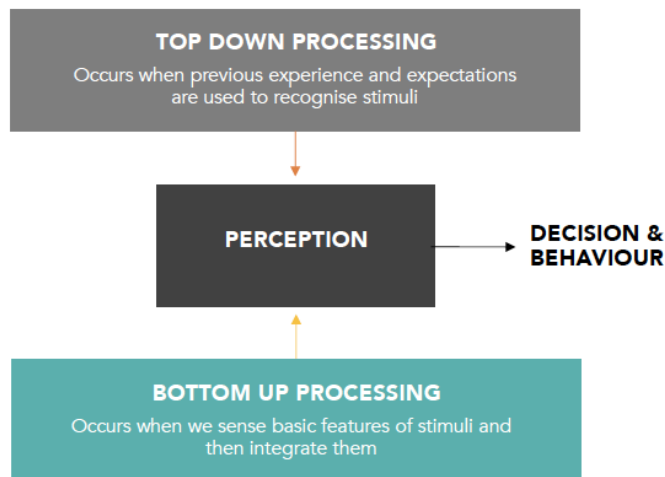 TOP DOWN PROCESSING
Occurs when previous experience and expectations
are used to recognise stimuli
PERCEPTION
DECISION &
BEHAVIOUR
BOTTOM UP PROCESSING
Occurs when we sense basic features of stimuli and
then integrate them